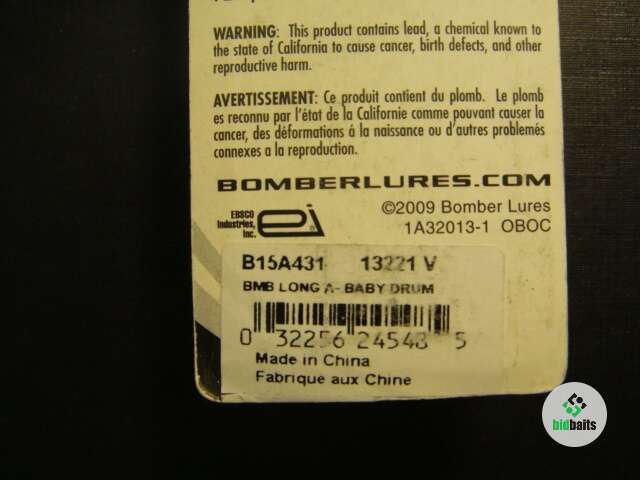 WARNING: This product contains lead, a chemical known to
the state of California to cause cancer, birth defects, and other
reproductive harm.
AVERTISSEMENT: Ce produit contient du plomb. Le plomb
es reconnu par l'état de la Californie comme pouvant causer la
cancer, des déformations á la naissance ou d'autres problemés
connexes a la reproduction.
BOMBERLURES.COM
EBSCO
Industries,
Inc.
ei
©2009 Bomber Lures
1A32013-1 OBOC
B15A431 13221 V
BMB LONG A- BABY DRUM
0 32256 24548 5
Made in China
Fabrique aux Chine
bidbaits